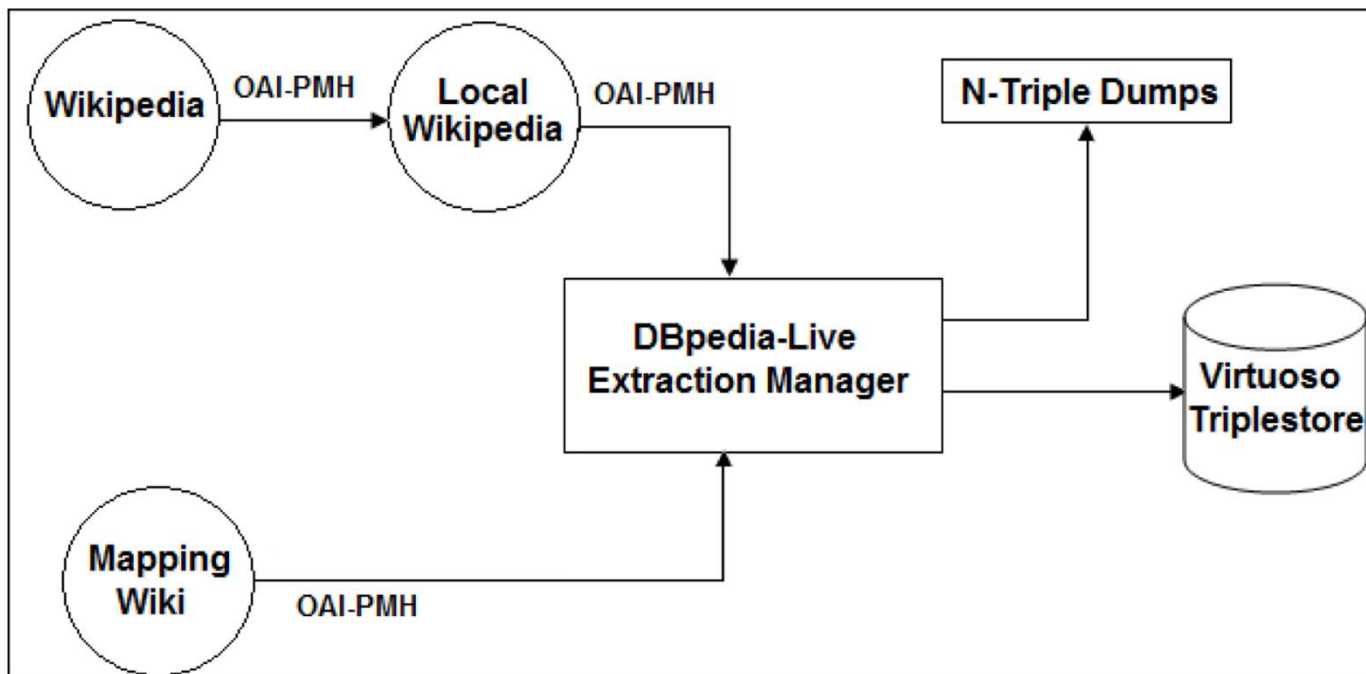 Wikipedia
OAI-PMH
Local
Wikipedia
OAI-PMH
N-Triple Dumps
DBpedia-Live
Extraction Manager
Virtuoso
Triplestore
Mapping
Wiki
OAI-PMH